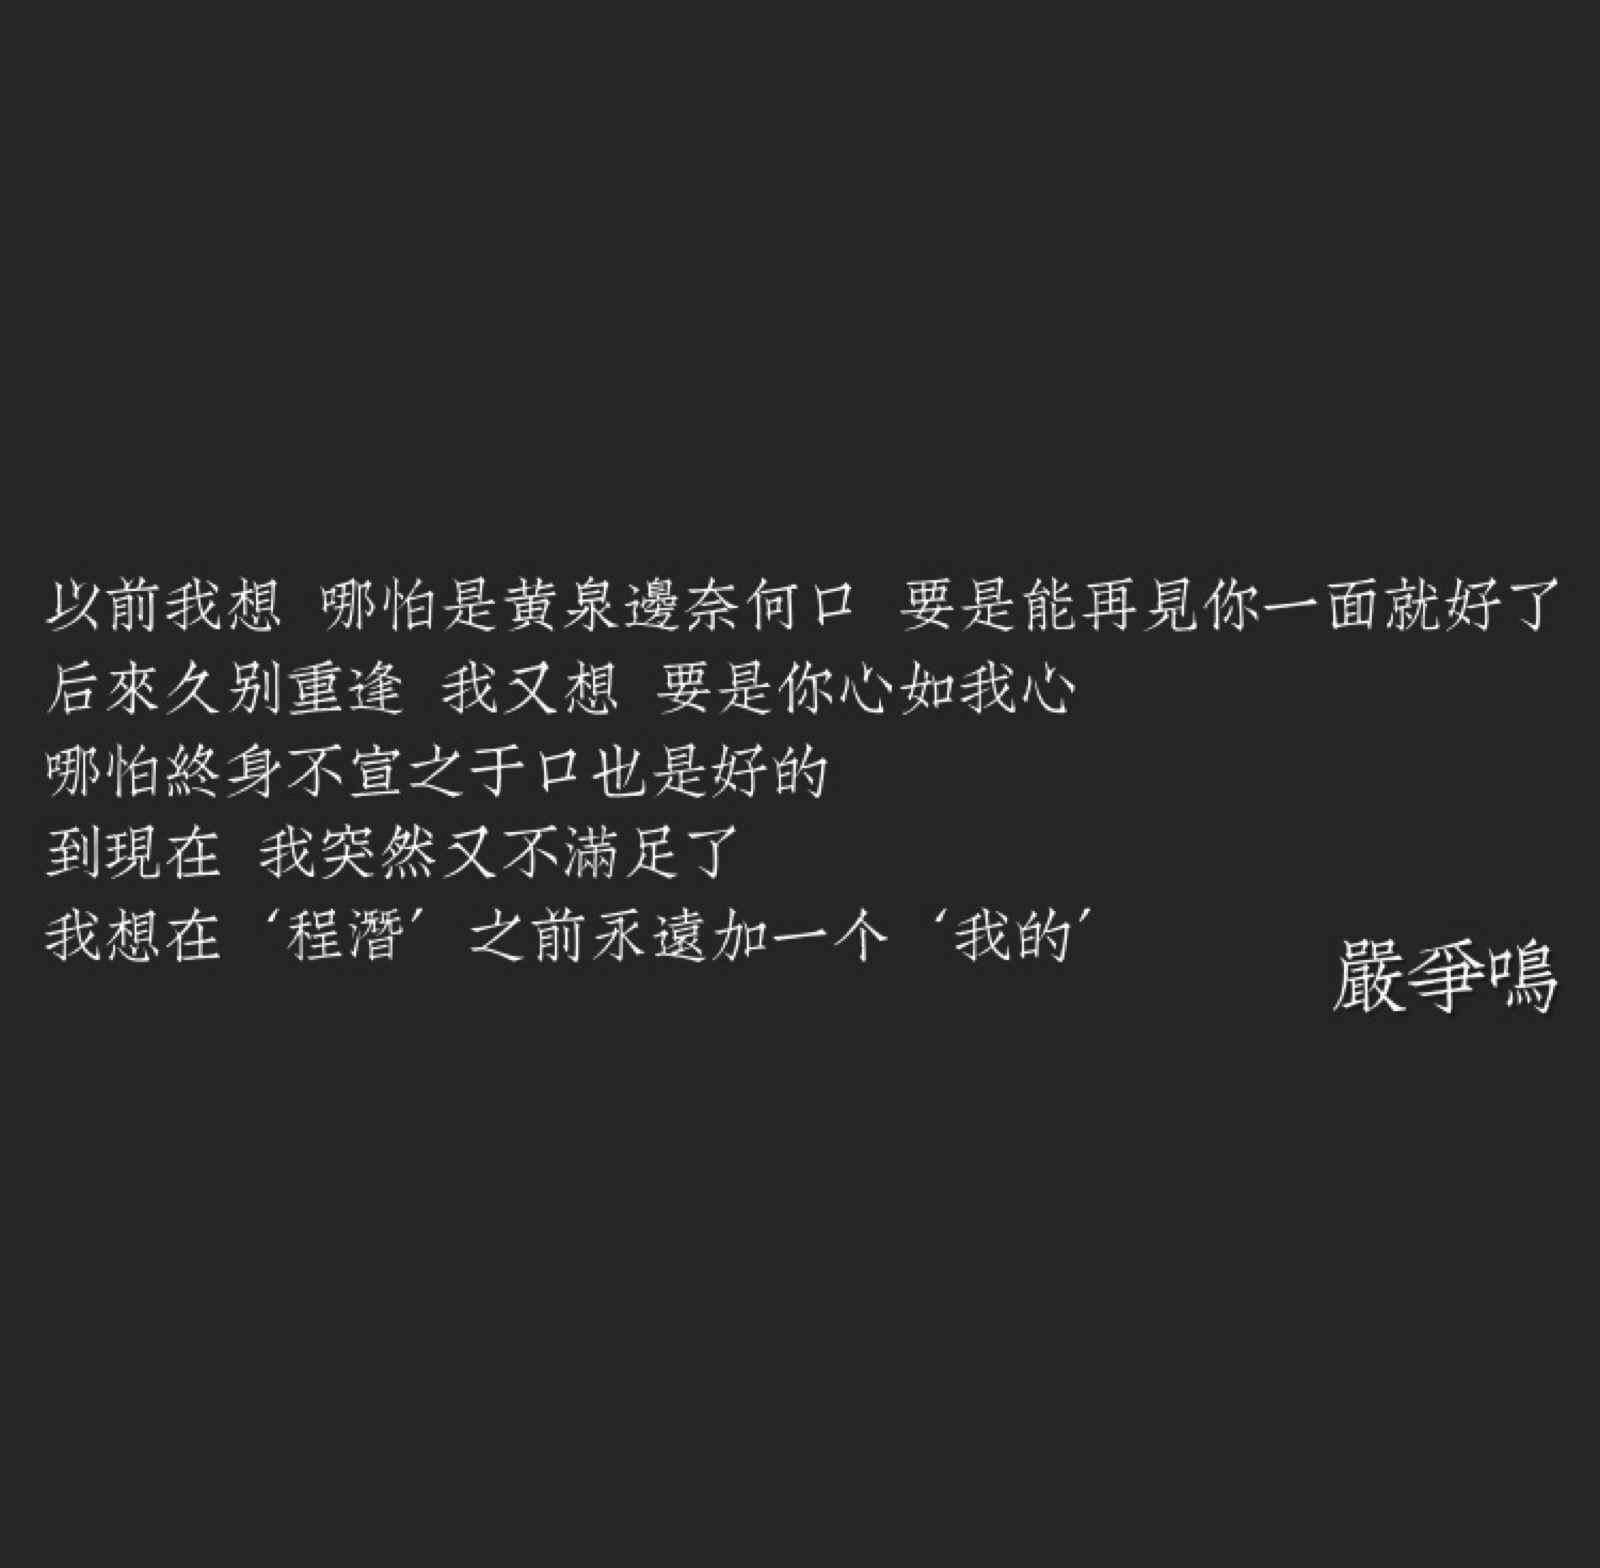 以前我想 哪怕是黄泉邊奈何口 要是能再見你一面就好了
后來久别重逢 我又想 要是你心如我心
哪怕終身不宣之于口也是好的
到現在 我突然又不滿足了
我想在‘程潛’之前永遠加一个‘我的’
嚴爭鳴